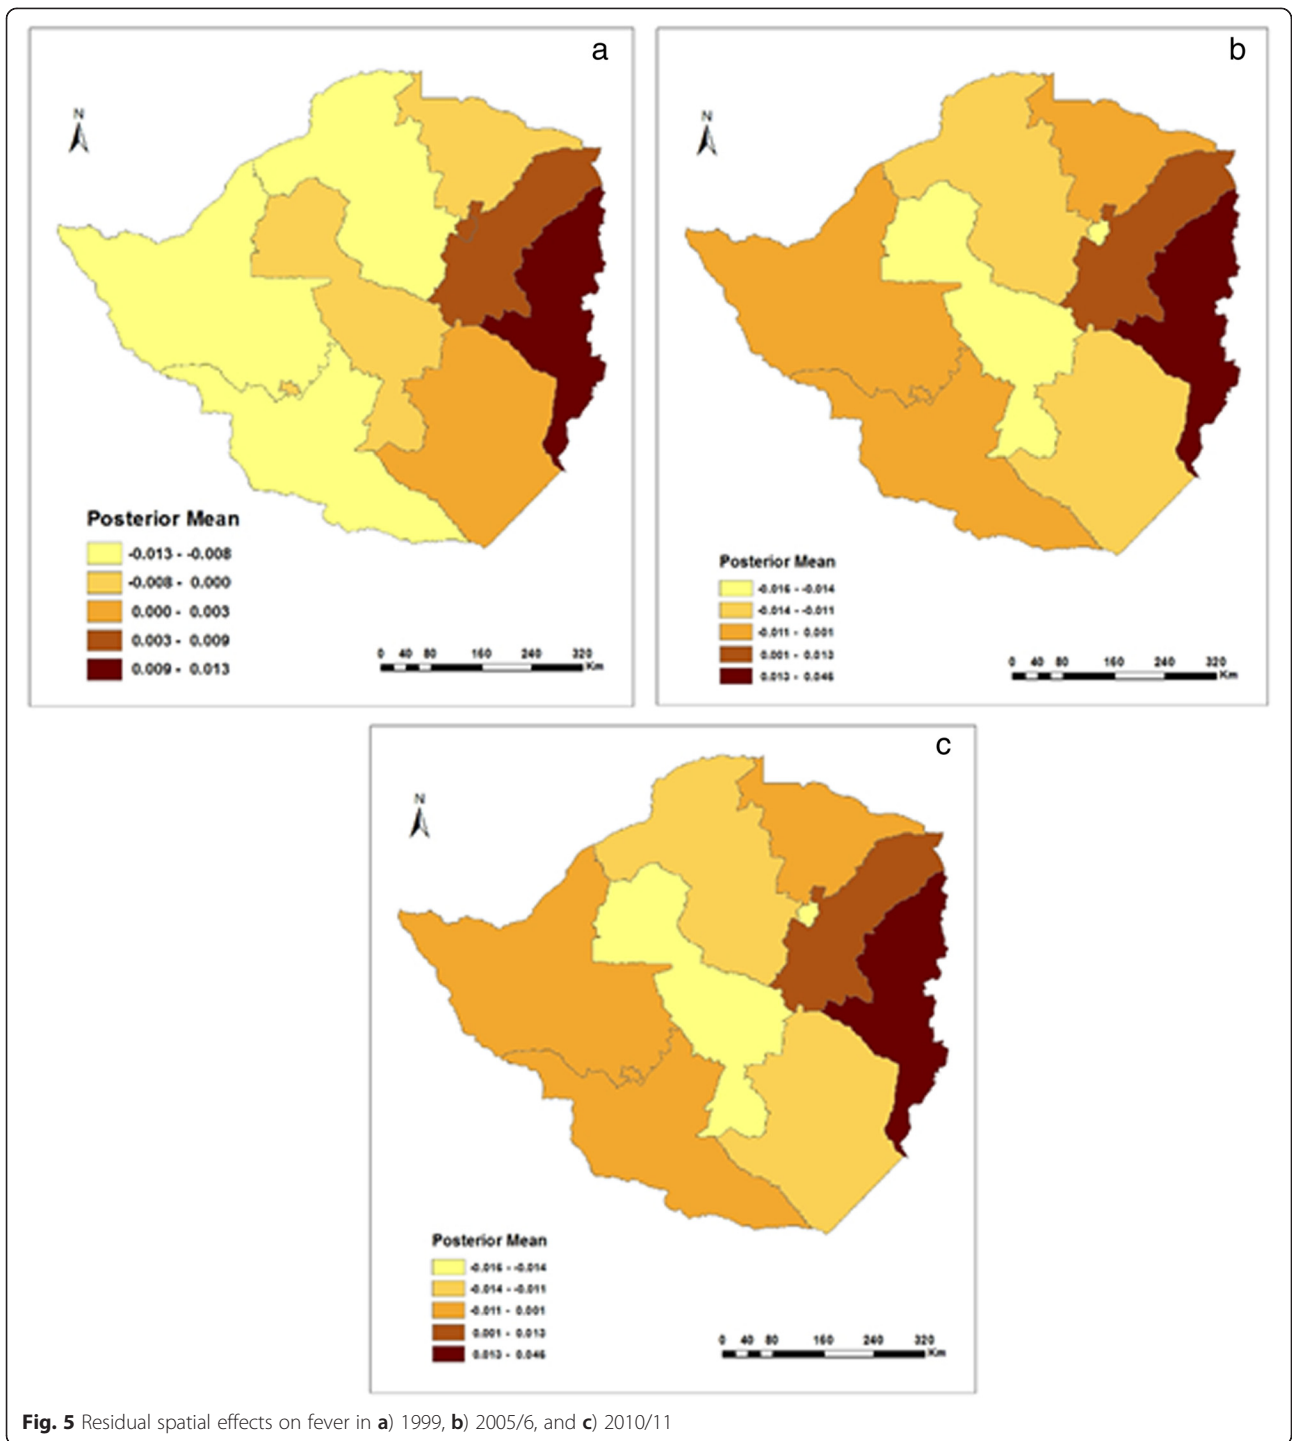 a
N
Posterior Mean
-0.013 - -0.008
-0.008 - 0.000
0.000 - 0.003
0.003 - 0.009
0.009 - 0.013
0 40 80 160 240 320
Km
b
N
Posterior Mean
-0.016 - -0.014
-0.014 - -0.011
-0.011 - 0.001
0.001 - 0.013
0.013 - 0.046
0 40 80 160 240 320
Km
c
N
Posterior Mean
-0.016 - -0.014
-0.014 - -0.011
-0.011 - 0.001
0.001 - 0.013
0.013 - 0.046
0 40 80 160 240 320
Km
Fig. 5 Residual spatial effects on fever in a) 1999, b) 2005/6, and c) 2010/11